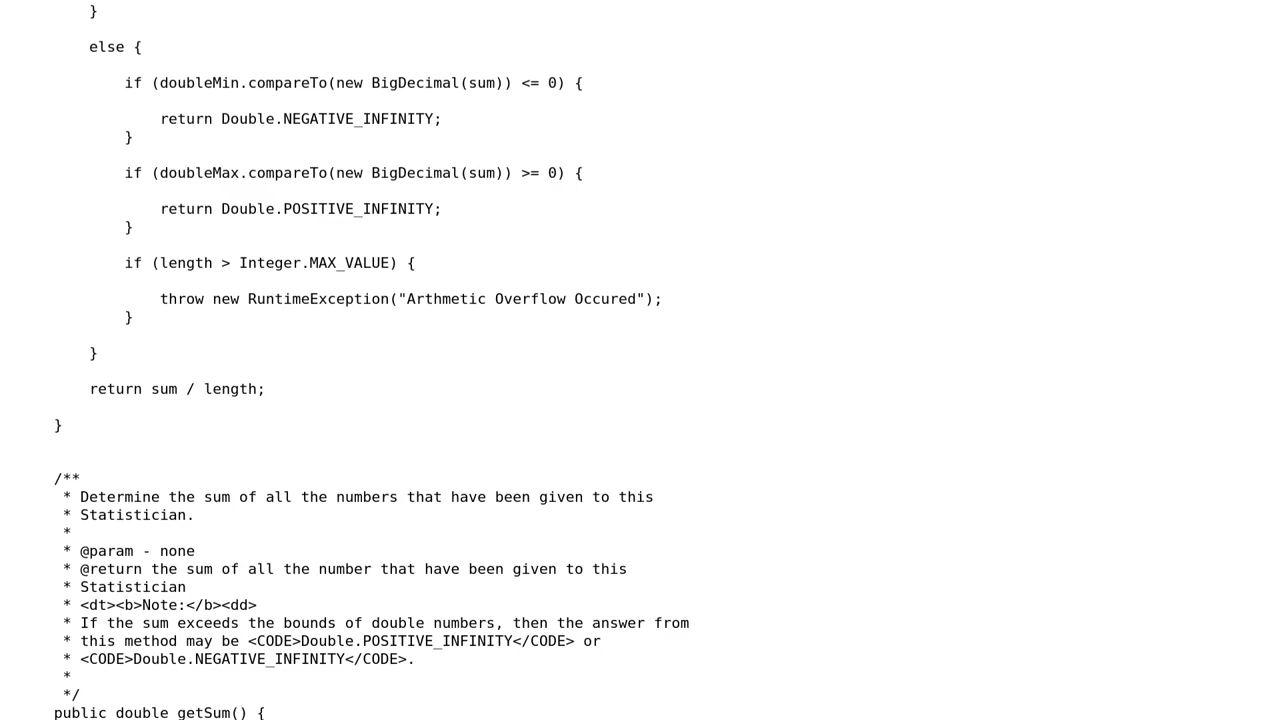 }
else {
if (doubleMin.compareTo(new BigDecimal(sum)) <= 0) {
return Double.NEGATIVE_INFINITY;
}
if (doubleMax.compareTo(new BigDecimal(sum)) >= 0) {
return Double.POSITIVE_INFINITY;
}
if (length > Integer.MAX_VALUE) {
throw new RuntimeException("Arthmetic Overflow Occured");
}
}
return sum / length;
}
/**
* Determine the sum of all the numbers that have been given to this
* Statistician.
*
* @param - none
* @return the sum of all the number that have been given to this
* Statistician
* <dt><b>Note:</b><dd>
* If the sum exceeds the bounds of double numbers, then the answer from
* this method may be <CODE>Double.POSITIVE_INFINITY</CODE> or
* <CODE>Double.NEGATIVE_INFINITY</CODE>.
*
*/
public double getSum() {